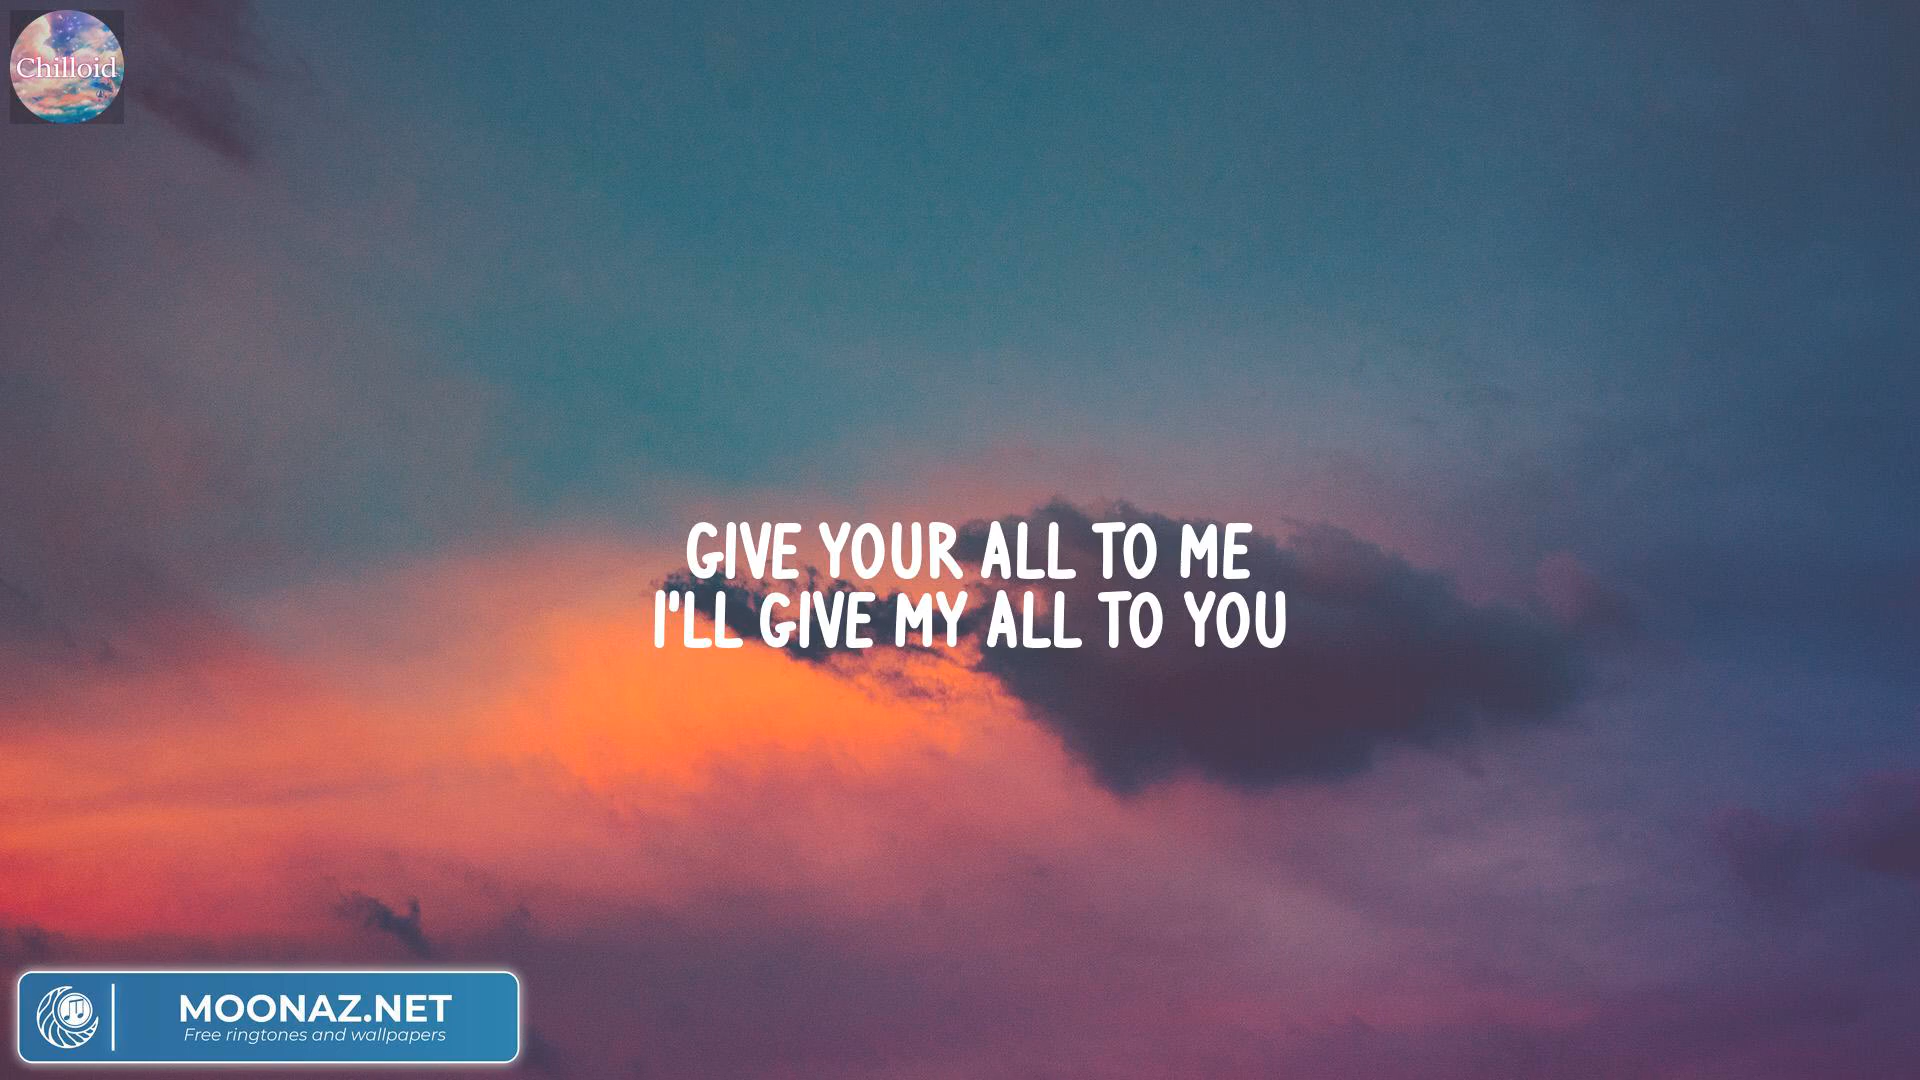 Chilloid
GIVE YOUR ALL TO ME
I'LL GIVE MY ALL TO YOU
MOONAZ.NET
Free ringtones and wallpapers